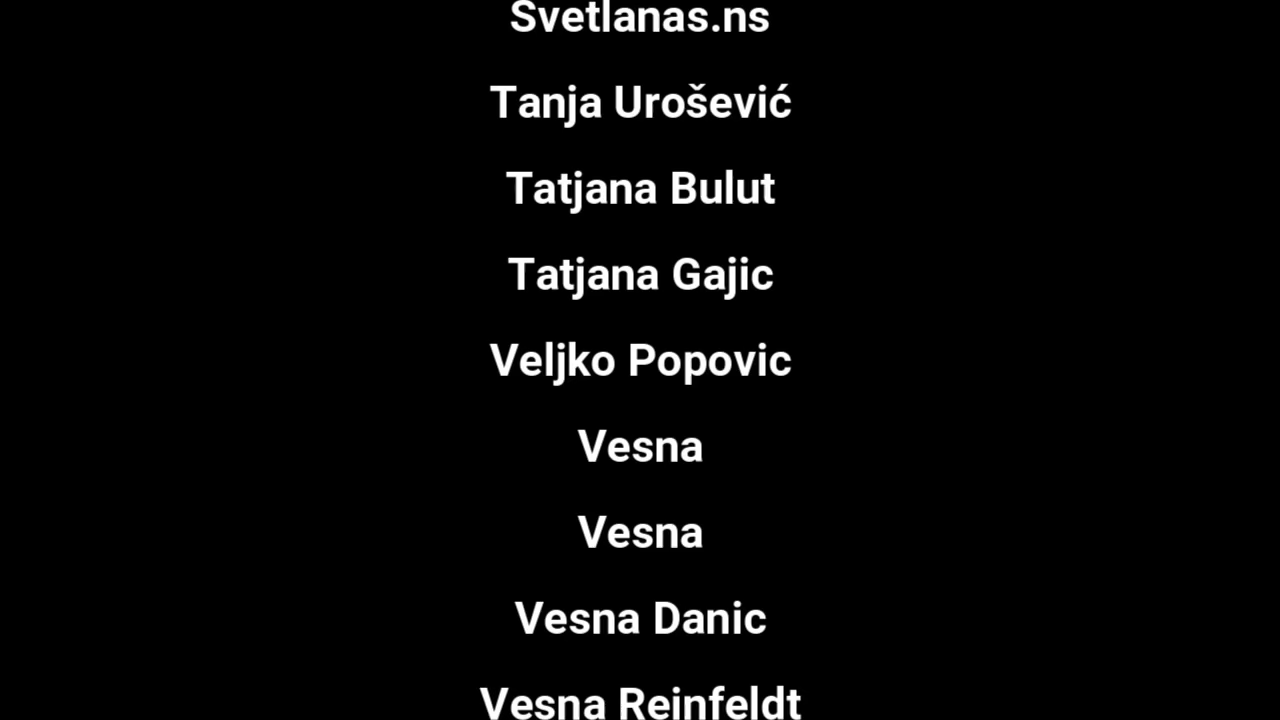 Svetlanas.ns
Tanja Urošević
Tatjana Bulut
Tatjana Gajic
Veljko Popovic
Vesna
Vesna
Vesna Danic
Vesna Reinfeldt